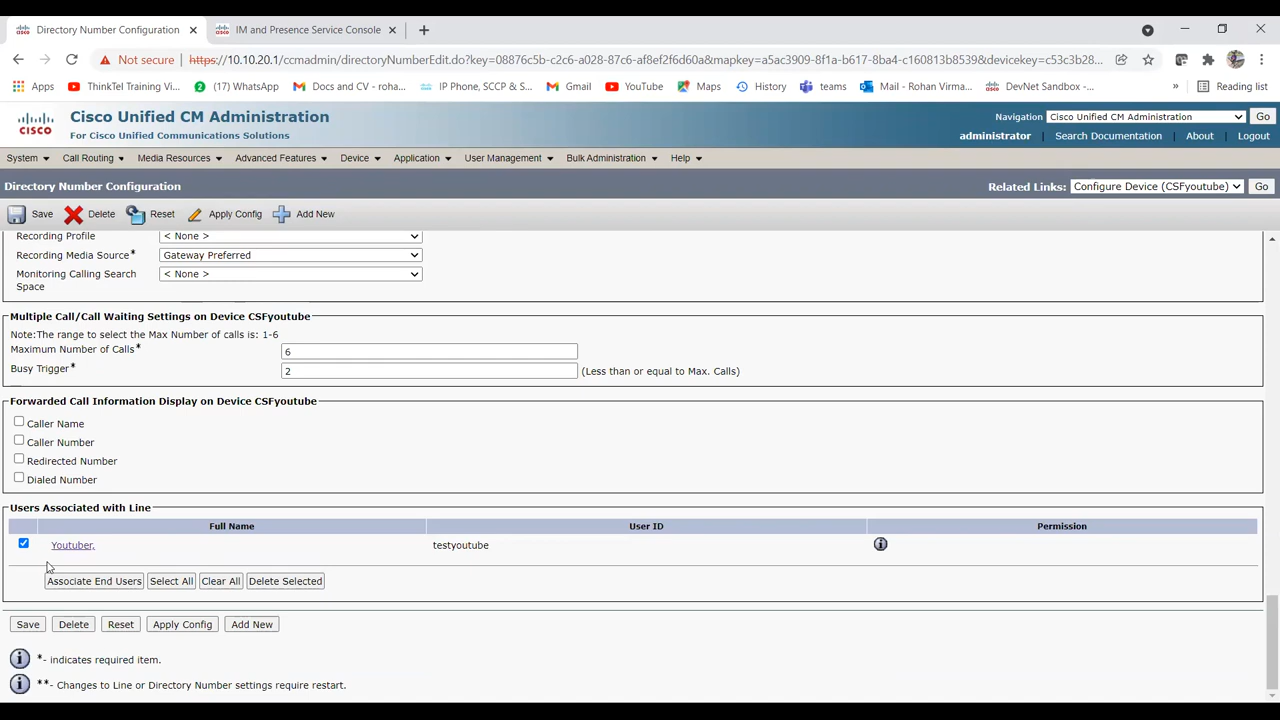 Directory Number Configuration
IM and Presence Service Console
Not secure https://10.10.20.1/ccmadmin/directoryNumberEdit.do?key=08876cs1-c2c6-a028-87c6-af8ef2f6d60a&mapkey=a5ac3909-8f1a-b617-8ba4-c160813b8539&devicekey=c53c3b28...
Apps ThinkTel Training Vi... (17) WhatsApp Docs and CV - roha... IP Phone, SCCP & S... Gmail YouTube Maps History teams Mail - Rohan Virma... DevNet Sandbox -... » Reading list
CISCO
Cisco Unified CM Administration
For Cisco Unified Communications Solutions
Navigation Cisco Unified CM Administration Go
administrator Search Documentation About Logout
System Call Routing Media Resources Advanced Features Device Application User Management Bulk Administration Help
Directory Number Configuration
Related Links: Configure Device (CSFyoutube) Go
Save Delete Reset Apply Config Add New
Recording Profile < None >
Recording Media Source* Gateway Preferred
Monitoring Calling Search Space < None >
Multiple Call/Call Waiting Settings on Device CSFyoutube
Note:The range to select the Max Number of calls is: 1-6
Maximum Number of Calls* 6
Busy Trigger* 2 (Less than or equal to Max. Calls)
Forwarded Call Information Display on Device CSFyoutube
Caller Name
Caller Number
Redirected Number
Dialed Number
Users Associated with Line
Full Name User ID Permission
Youtuber, testyoutube
Associate End Users Select All Clear All Delete Selected
Save Delete Reset Apply Config Add New
*- indicates required item.
**- Changes to Line or Directory Number settings require restart.